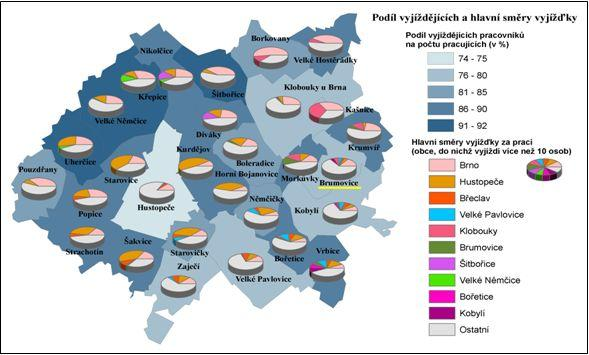 Podíl vyjíždějících a hlavní směry vyjížďky
Podíl vyjíždějících pracovníků
na počtu pracujících (v %)
74 - 75
76 - 80
81 - 85
86 - 90
91 - 92
Hlavní směry vyjížďky za prací
(obce, do nichž vyjíždí více než 10 osob)
Brno
Hustopeče
Břeclav
Velké Pavlovice
Klobouky
Brumovice
Šitbořice
Velké Němčice
Bořetice
Kobylí
Ostatní
Borkovany
Nikolčice
Velké Hostěrádky
Křepice
Šitbořice
Klobouky u Brna
Velké Němčice
Kašnice
Diváky
Krumvíř
Kurdějov
Uherčice
Boleradice
Pouzdřany
Starovice
Horní Bojanovice
Morkůvky
Brumovice
Němčičky
Popice
Hustopeče
Kobylí
Strachotín
Šakvice
Starovičky
Bořetice
Vrbice
Zaječí
Velké Pavlovice